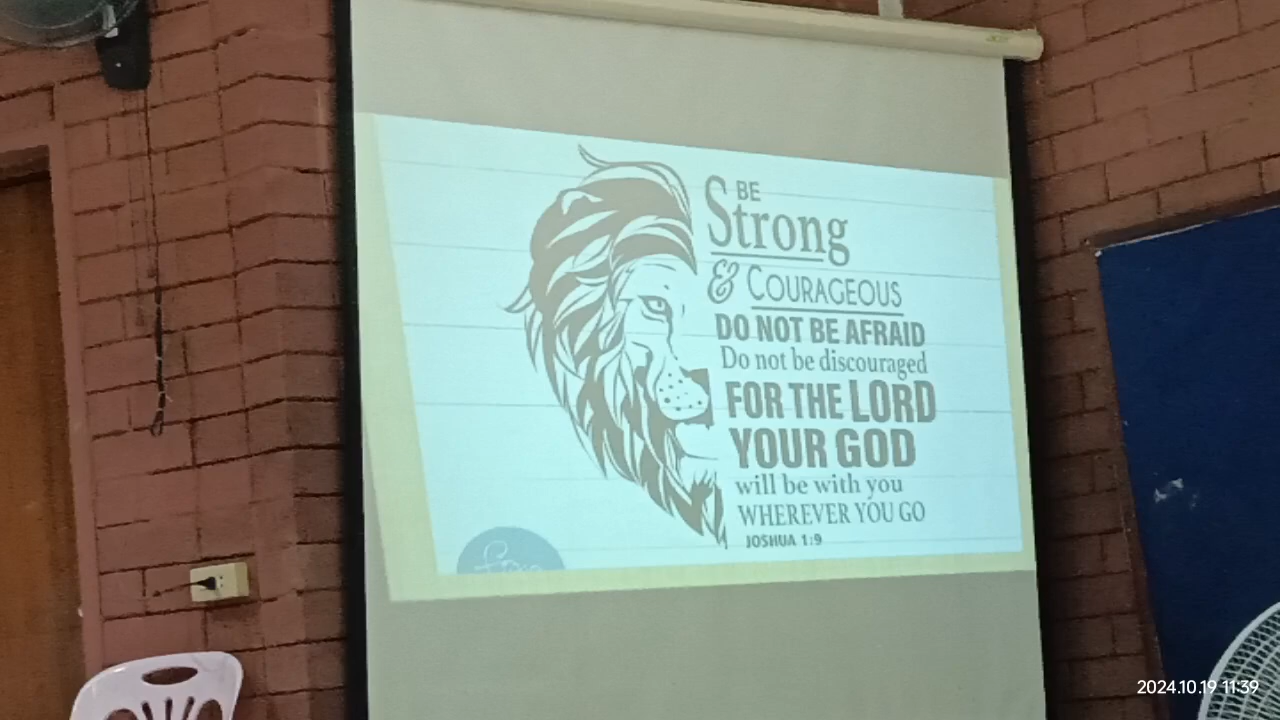 BE
Strong
& COURAGEOUS
DO NOT BE AFRAID
Do not be discouraged
FOR THE LORD
YOUR GOD
will be with you
WHEREVER YOU GO
JOSHUA 1:9
2024.10.19 11:39